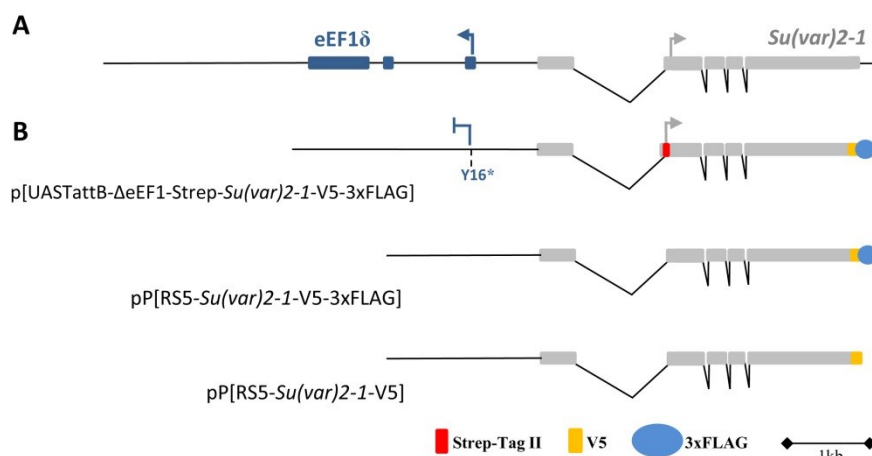 A
eEF1δ
Su(var)2-1
B
Y16*
p[UASTattB-ΔeEF1-Strep-Su(var)2-1-V5-3xFLAG]
pP[RS5-Su(var)2-1-V5-3xFLAG]
pP[RS5-Su(var)2-1-V5]
Strep-Tag II V5 3xFLAG
1kb